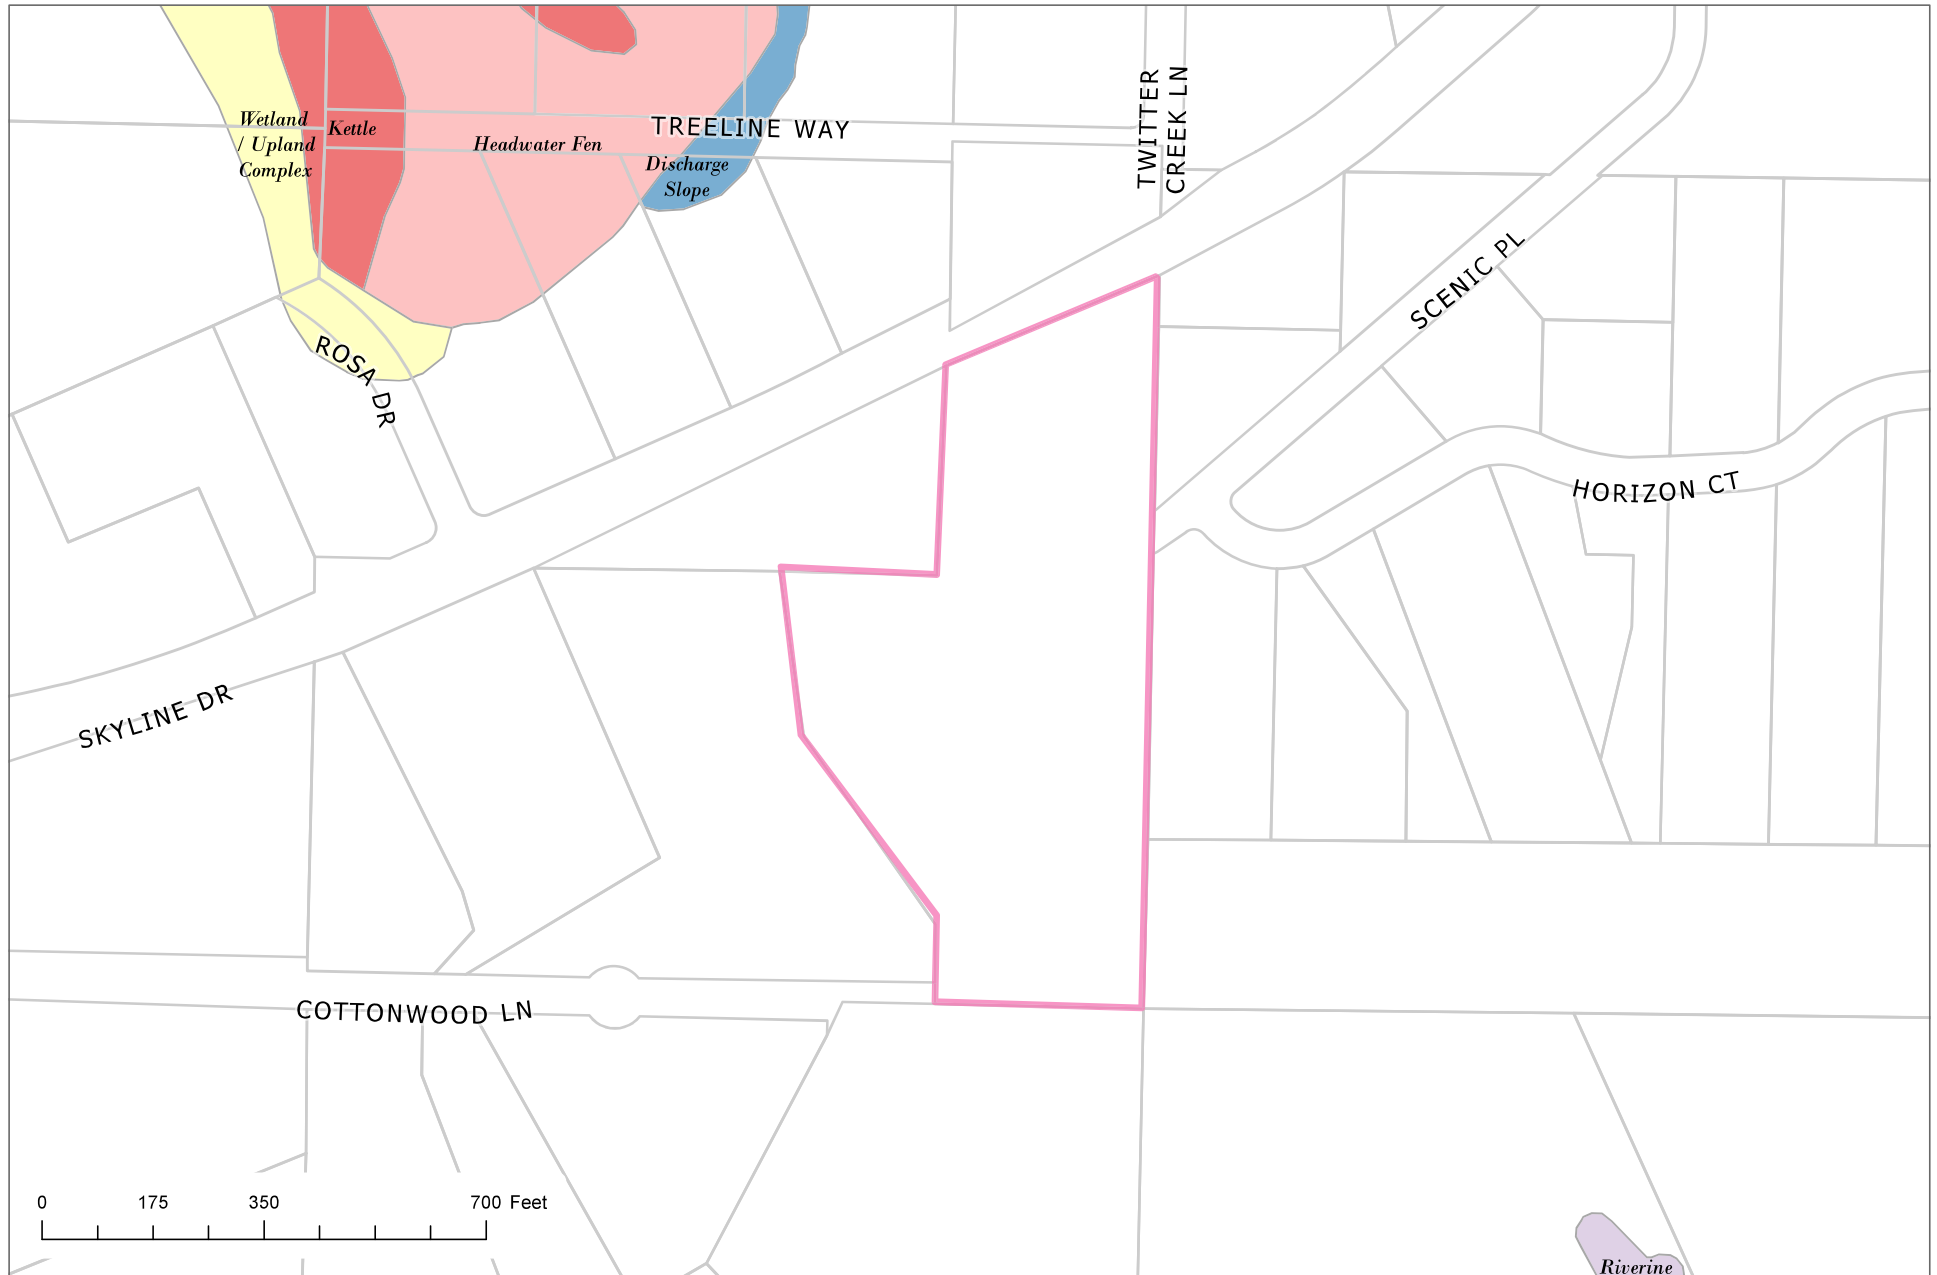 TWITTER
CREEK LN
Wetland
/ Upland
Complex
Kettle
Headwater Fen
TREELINE WAY
Discharge
Slope
SCENIC PL
ROSA DR
HORIZON CT
SKYLINE DR
COTTONWOOD LN
0 175 350 700 Feet
Riverine